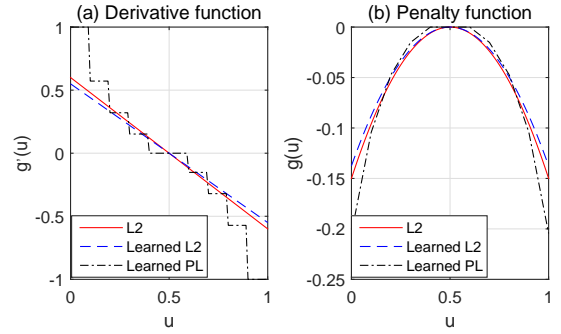 (a) Derivative function
1
0.5
0
-0.5
-1
g'(u)
L2
Learned L2
Learned PL
0
0.5
1
u
(b) Penalty function
0
-0.05
-0.1
-0.15
-0.2
-0.25
g(u)
L2
Learned L2
Learned PL
0
0.5
1
u